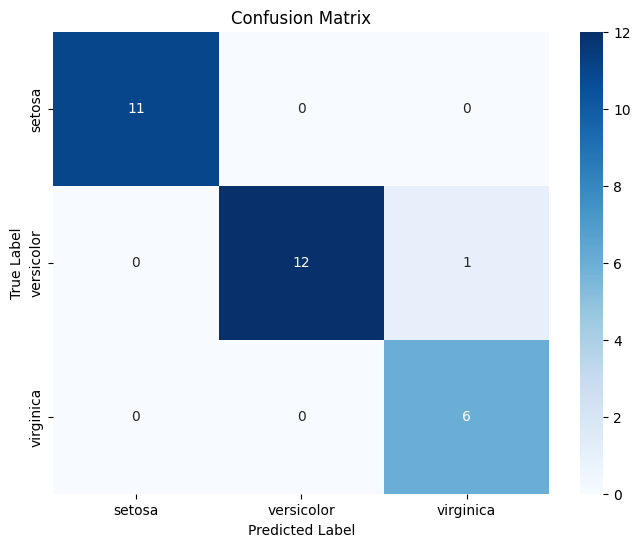 Confusion Matrix
True Label
setosa
11 0 0
versicolor
0 12 1
virginica
0 0 6
setosa versicolor virginica
Predicted Label
12
10
8
6
4
2
0